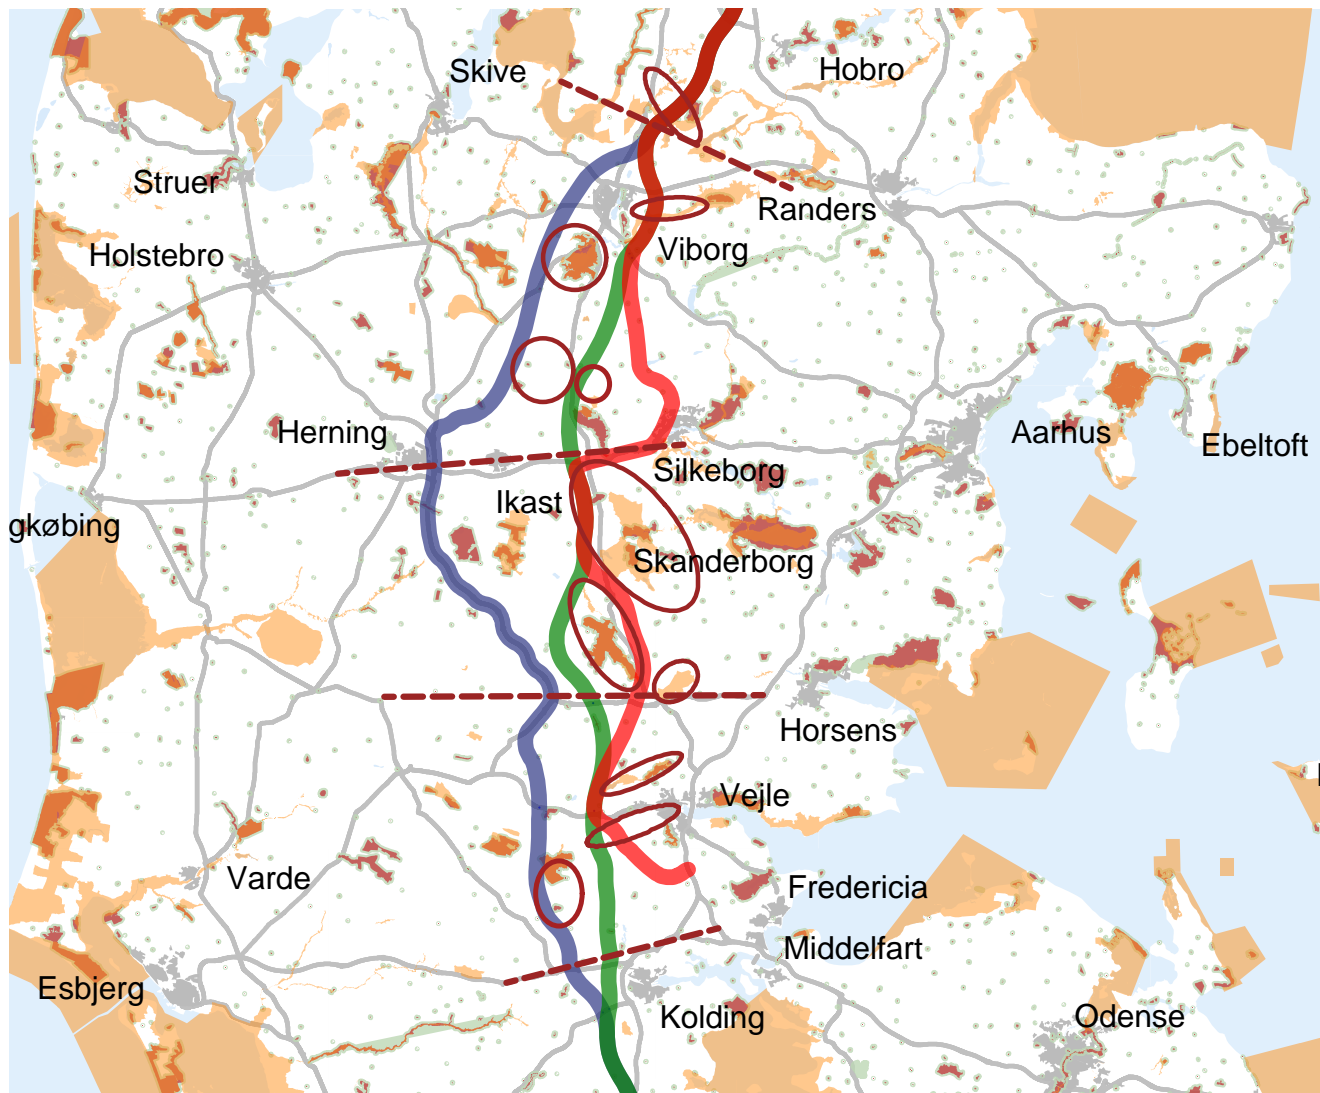 Hobro
Skive
Struer
Randers
Viborg
Holstebro
Herning
Aarhus
Ebeltoft
Silkeborg
Ikast
gkøbing
Skanderborg
Horsens
Vejle
Varde
Fredericia
Middelfart
Esbjerg
Kolding
Odense